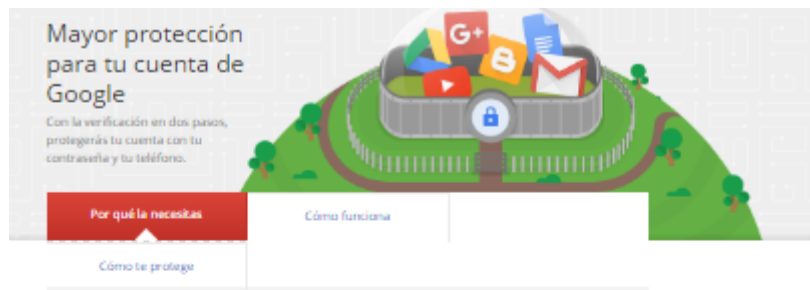 Mayor protección
para tu cuenta de
Google
Con la verificación en dos pasos,
protegerás tu cuenta con tu
contraseña y tu teléfono.
G+
Por qué la necesitas
Cómo funciona
Cómo te protege